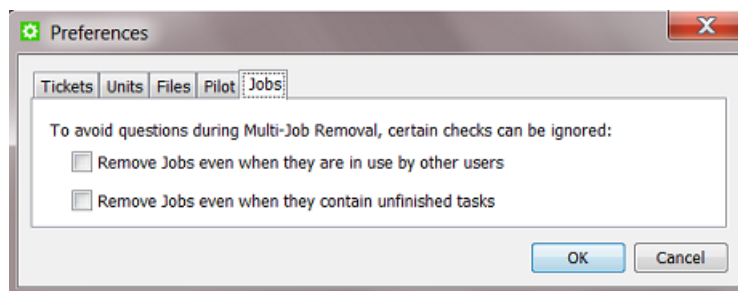 Preferences
X
Tickets Units Files Pilot Jobs
To avoid questions during Multi-Job Removal, certain checks can be ignored:
Remove Jobs even when they are in use by other users
Remove Jobs even when they contain unfinished tasks
OK Cancel